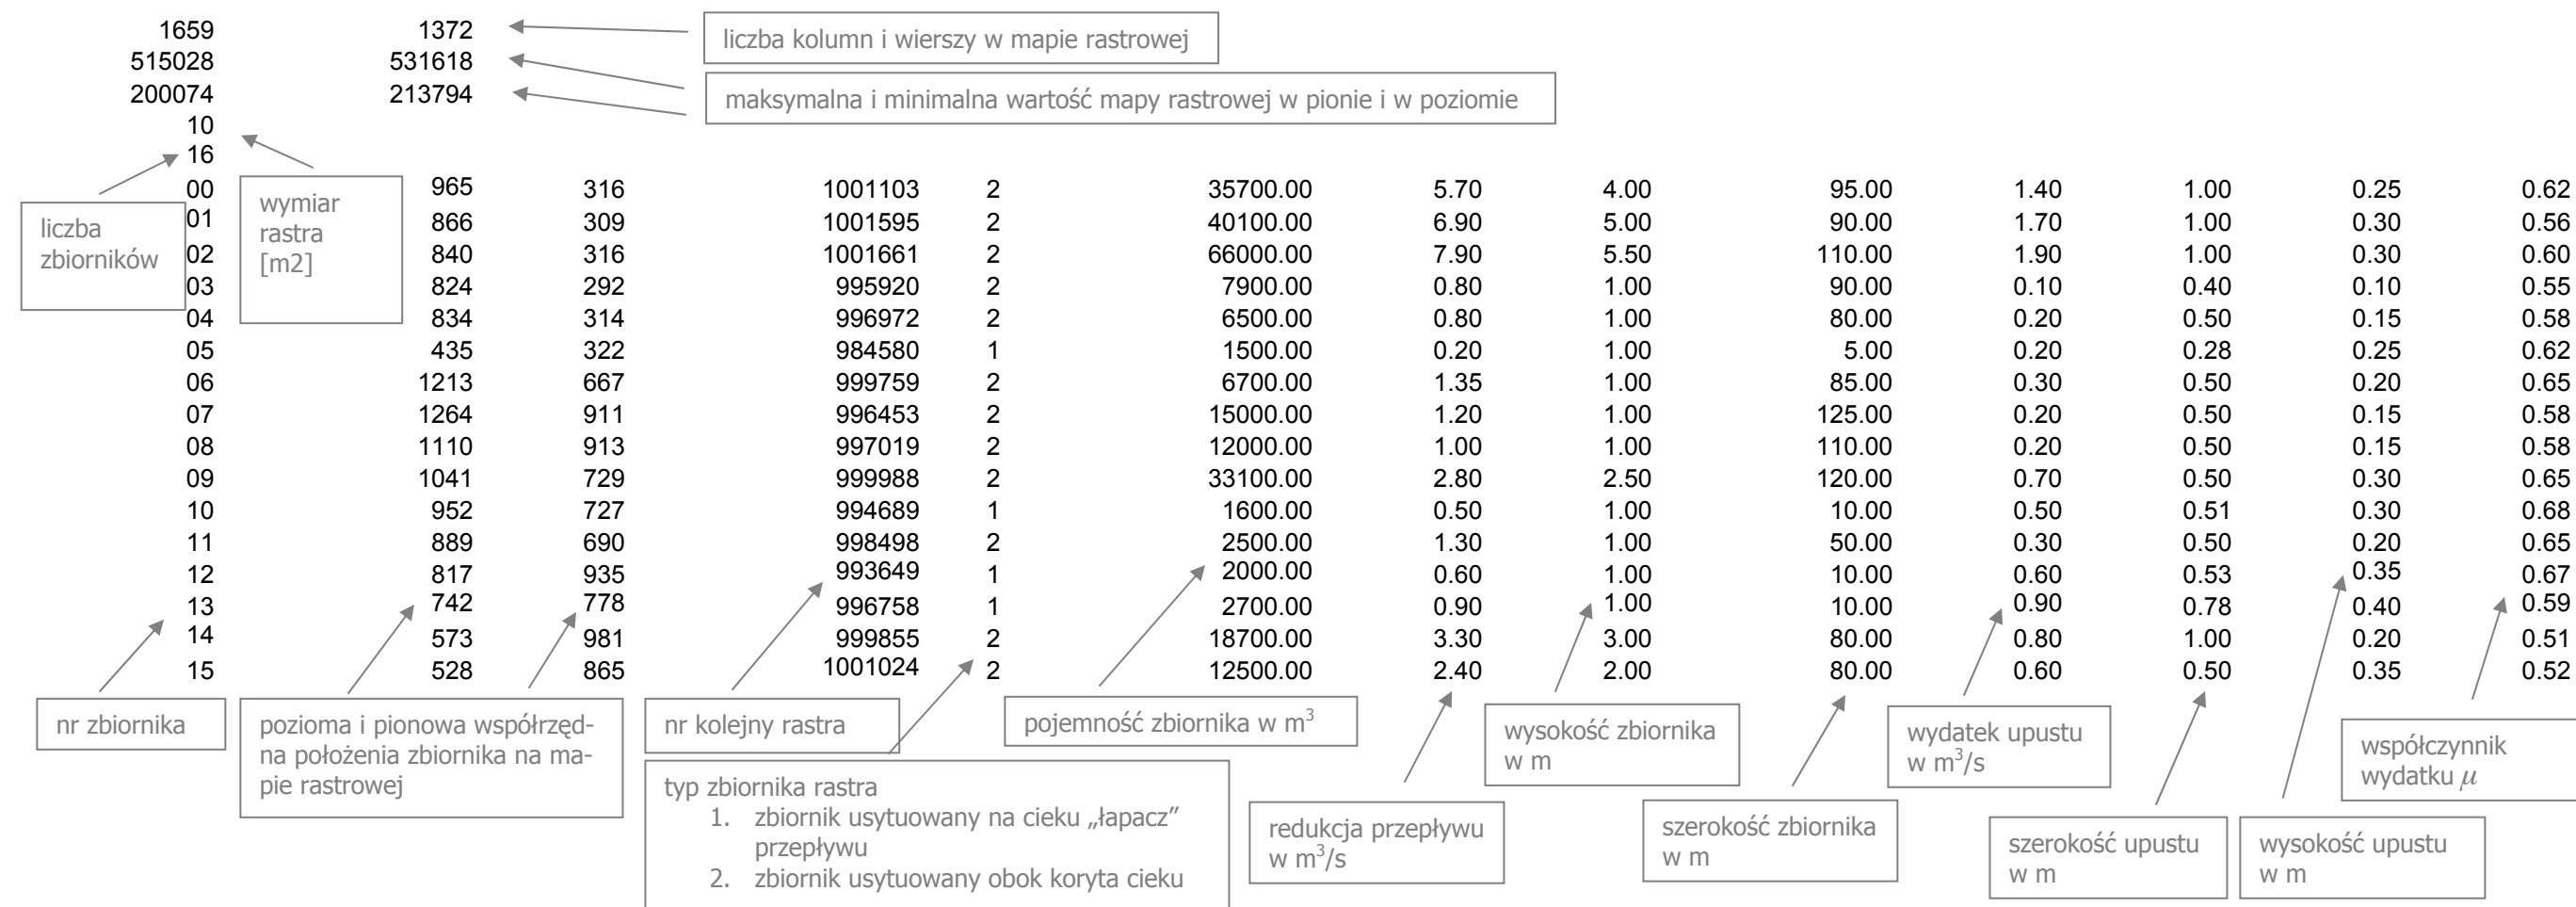 1659 1372 liczba kolumn i wierszy w mapie rastrowej
515028 531618
200074 213794 maksymalna i minimalna wartość mapy rastrowej w pionie i w poziomie
10
16
00 965 316 1001103 2 35700.00 5.70 4.00 95.00 1.40 1.00 0.25 0.62
01 866 309 1001595 2 40100.00 6.90 5.00 90.00 1.70 1.00 0.30 0.56
02 840 316 1001661 2 66000.00 7.90 5.50 110.00 1.90 1.00 0.30 0.60
03 824 292 995920 2 7900.00 0.80 1.00 90.00 0.10 0.40 0.10 0.55
04 834 314 996972 2 6500.00 0.80 1.00 80.00 0.20 0.50 0.15 0.58
05 435 322 984580 1 1500.00 0.20 1.00 5.00 0.20 0.28 0.25 0.62
06 1213 667 999759 2 6700.00 1.35 1.00 85.00 0.30 0.50 0.20 0.65
07 1264 911 996453 2 15000.00 1.20 1.00 125.00 0.20 0.50 0.15 0.58
08 1110 913 997019 2 12000.00 1.00 1.00 110.00 0.20 0.50 0.15 0.58
09 1041 729 999988 2 33100.00 2.80 2.50 120.00 0.70 0.50 0.30 0.65
10 952 727 994689 1 1600.00 0.50 1.00 10.00 0.50 0.51 0.30 0.68
11 889 690 998498 2 2500.00 1.30 1.00 50.00 0.30 0.50 0.20 0.65
12 817 935 993649 1 2000.00 0.60 1.00 10.00 0.60 0.53 0.35 0.67
13 742 778 996758 1 2700.00 0.90 1.00 10.00 0.90 0.78 0.40 0.59
14 573 981 999855 2 18700.00 3.30 3.00 80.00 0.80 1.00 0.20 0.51
15 528 865 1001024 2 12500.00 2.40 2.00 80.00 0.60 0.50 0.35 0.52
liczba
zbiorników
wymiar
rastra
[m2]
nr zbiornika
pozioma i pionowa współrzęd-
na położenia zbiornika na ma-
pie rastrowej
nr kolejny rastra
typ zbiornika rastra
1. zbiornik usytuowany na cieku „łapacz”
przepływu
2. zbiornik usytuowany obok koryta cieku
pojemność zbiornika w m³
redukcja przepływu
w m³/s
wysokość zbiornika
w m
szerokość zbiornika
w m
wydatek upustu
w m³/s
szerokość upustu
w m
wysokość upustu
w m
współczynnik
wydatku μ